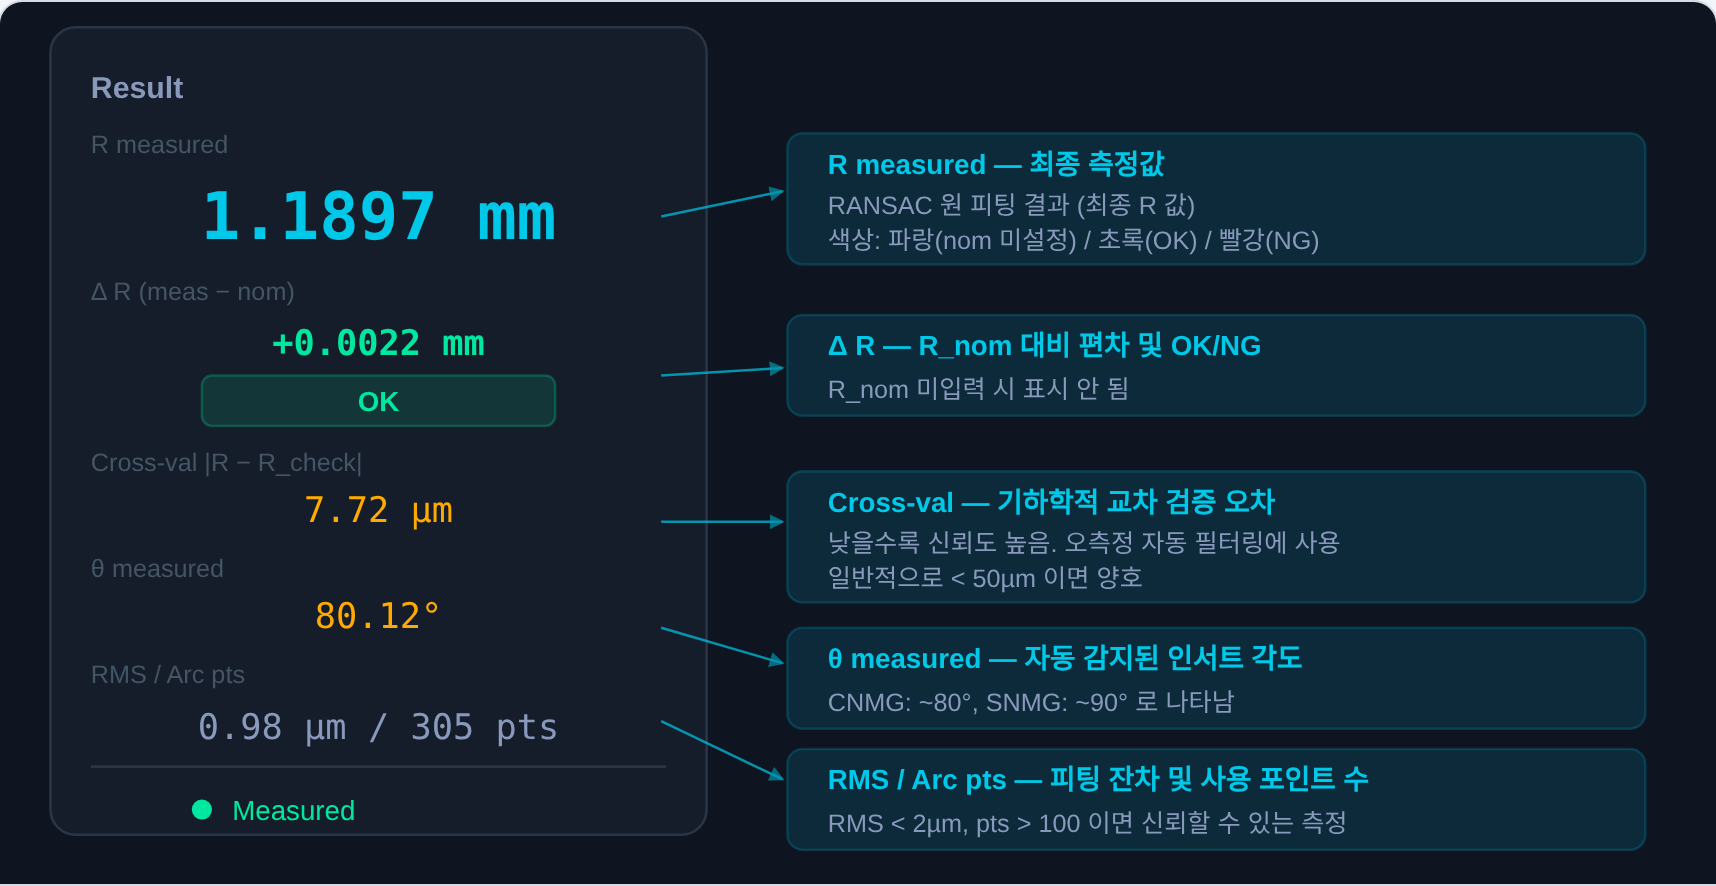 Result
R measured
1.1897 mm
Δ R (meas − nom)
+0.0022 mm
OK
Cross-val |R − R_check|
7.72 µm
θ measured
80.12°
RMS / Arc pts
0.98 µm / 305 pts
Measured
R measured — 최종 측정값
RANSAC 원 피팅 결과 (최종 R 값)
색상: 파랑(nom 미설정) / 초록(OK) / 빨강(NG)
Δ R — R_nom 대비 편차 및 OK/NG
R_nom 미입력 시 표시 안 됨
Cross-val — 기하학적 교차 검증 오차
낮을수록 신뢰도 높음. 오측정 자동 필터링에 사용
일반적으로 < 50µm 이면 양호
θ measured — 자동 감지된 인서트 각도
CNMG: ~80°, SNMG: ~90° 로 나타남
RMS / Arc pts — 피팅 잔차 및 사용 포인트 수
RMS < 2µm, pts > 100 이면 신뢰할 수 있는 측정